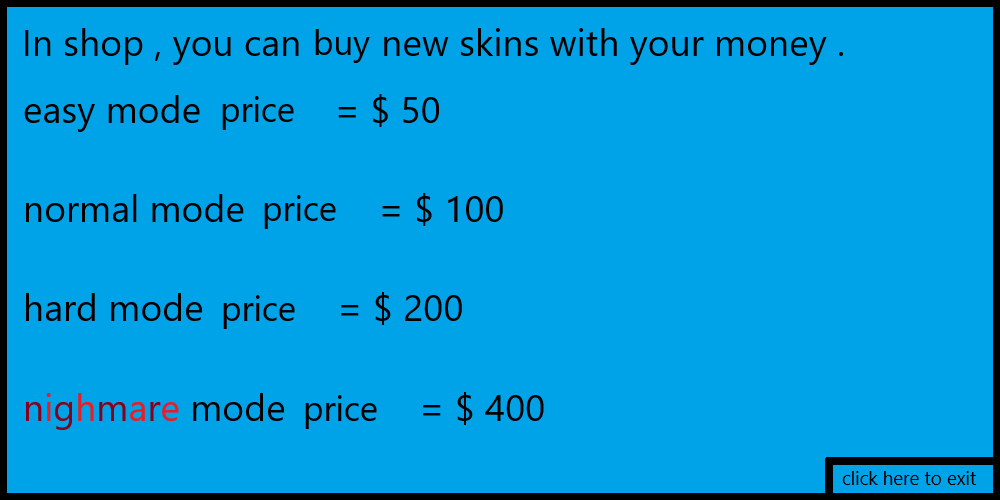 In shop , you can buy new skins with your money .
easy mode price = $ 50
normal mode price = $ 100
hard mode price = $ 200
nighmare mode price = $ 400
click here to exit